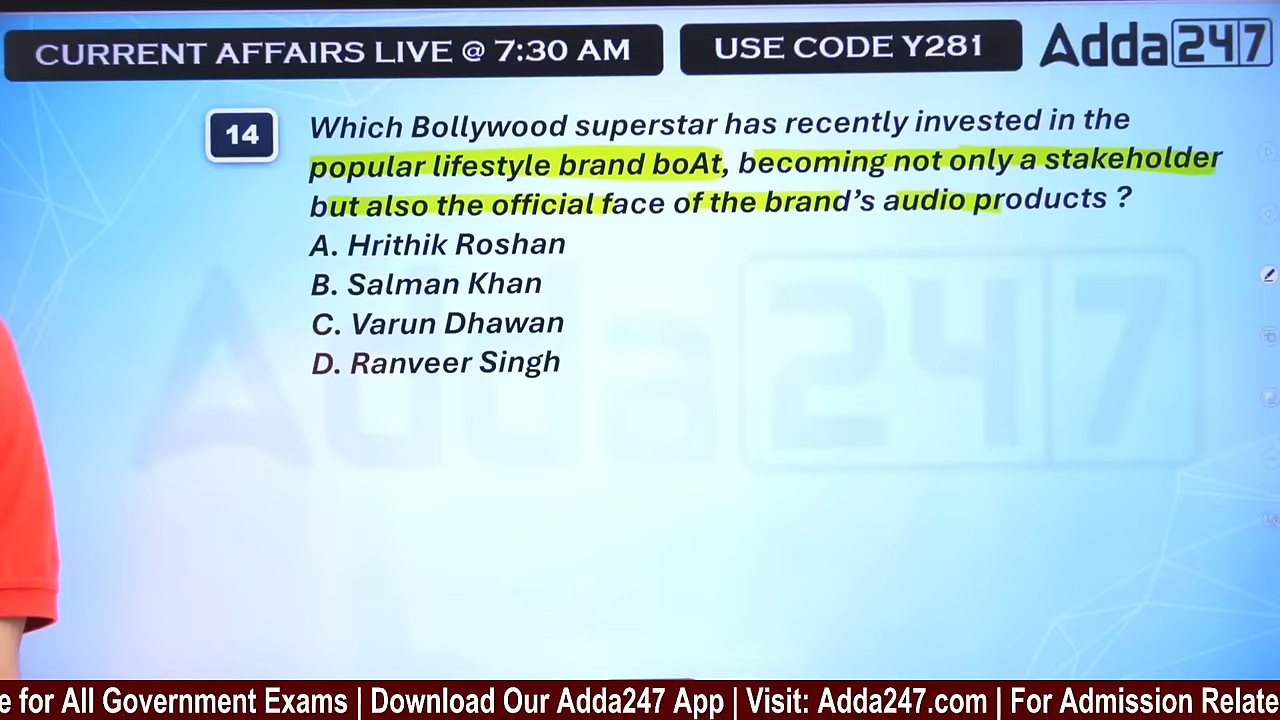 CURRENT AFFAIRS LIVE @ 7:30 AM
USE CODE Y281
Adda247
14
Which Bollywood superstar has recently invested in the
popular lifestyle brand boAt, becoming not only a stakeholder
but also the official face of the brand's audio products ?
A. Hrithik Roshan
B. Salman Khan
C. Varun Dhawan
D. Ranveer Singh
Adda247
e for All Government Exams | Download Our Adda247 App | Visit: Adda247.com | For Admission Relate